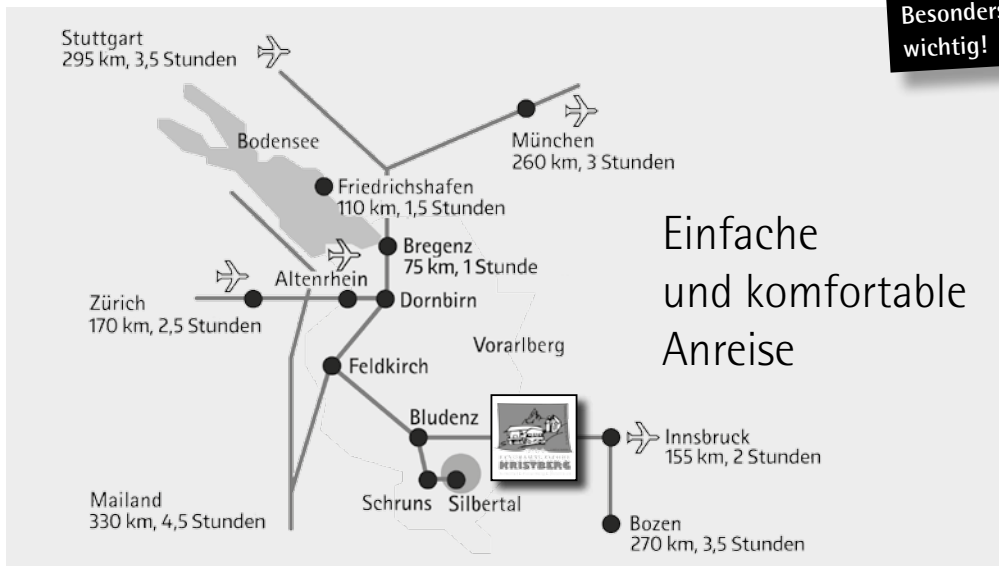 Besonders
wichtig!
Stuttgart
295 km, 3,5 Stunden
Bodensee
München
260 km, 3 Stunden
Friedrichshafen
110 km, 1,5 Stunden
Bregenz
75 km, 1 Stunde
Altenrhein
Zürich
170 km, 2,5 Stunden
Dornbirn
Einfache
und komfortable
Anreise
Vorarlberg
Feldkirch
Bludenz
KRISTBERG
Innsbruck
155 km, 2 Stunden
Schruns
Silbertal
Mailand
330 km, 4,5 Stunden
Bozen
270 km, 3,5 Stunden